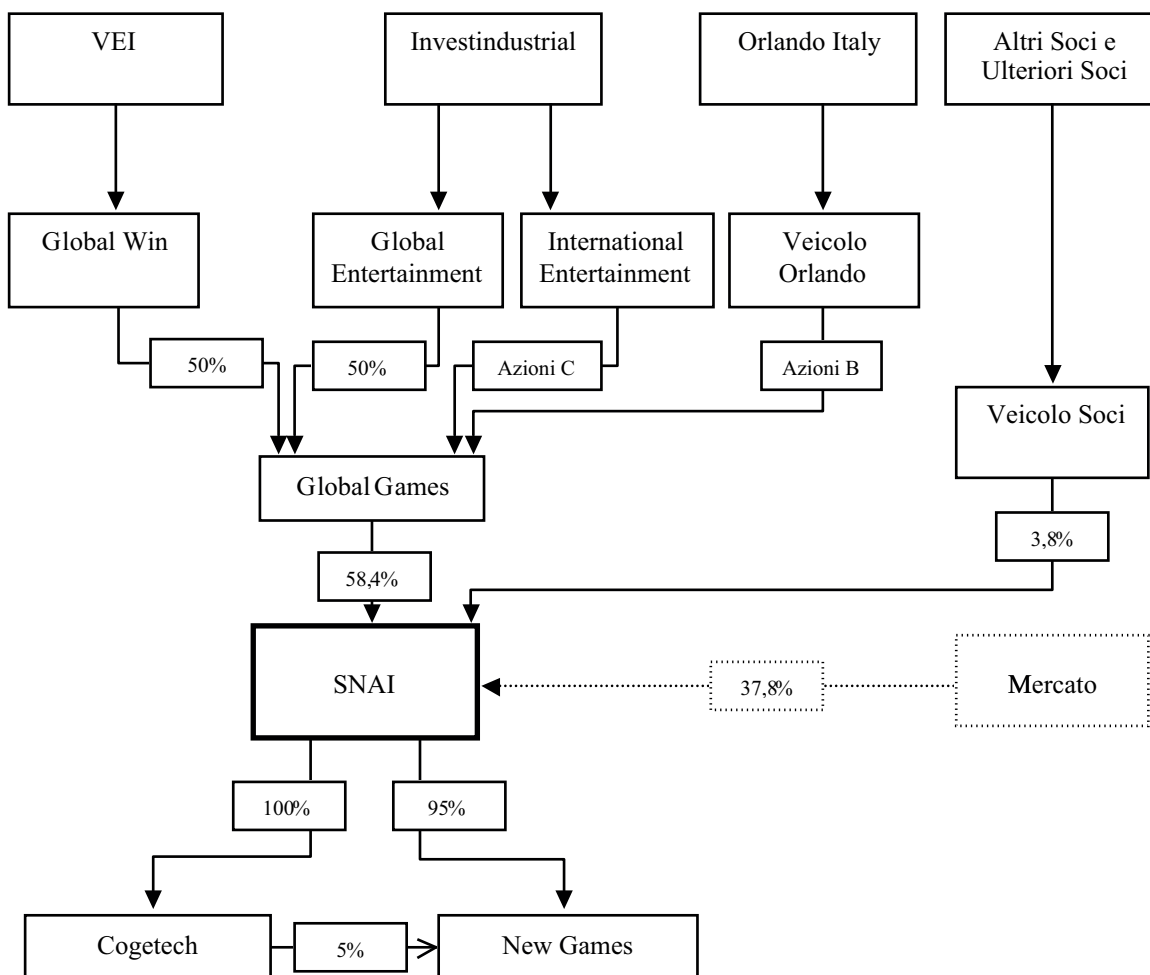 VEI
Investindustrial
Orlando Italy
Altri Soci e
Ulteriori Soci
Global Win
Global
Entertainment
International
Entertainment
Veicolo
Orlando
50%
50%
Azioni C
Azioni B
Veicolo Soci
Global Games
3,8%
58,4%
SNAI
37,8%
Mercato
100%
95%
Cogetech
5%
New Games